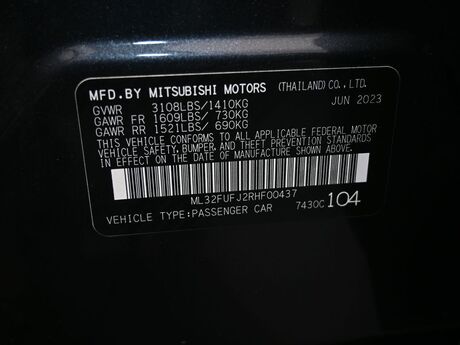 MFD.BY MITSUBISHI MOTORS (THAILAND)CO.,LTD.
GVWR 3108LBS/1410KG JUN 2023
GAWR FR 1609LBS/ 730KG
GAWR RR 1521LBS/ 690KG
THIS VEHICLE CONFORMS TO ALL APPLICABLE FEDERAL MOTOR
VEHICLE SAFETY, BUMPER, AND THEFT PREVENTION STANDARDS
IN EFFECT ON THE DATE OF MANUFACTURE SHOWN ABOVE.
ML32FUFJ2RHF00437
VEHICLE TYPE:PASSENGER CAR 7430C 104